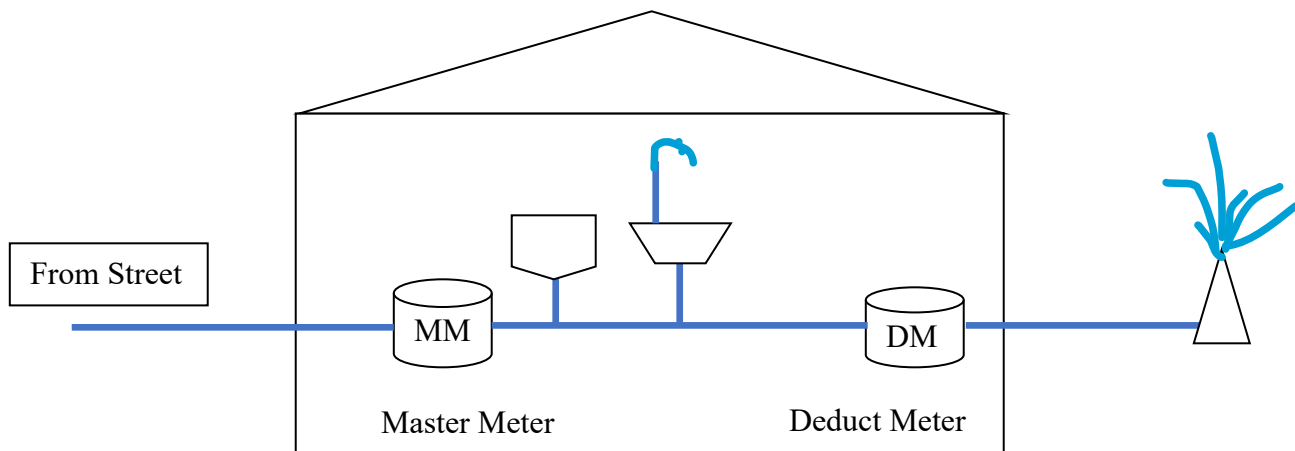 From Street
MM
DM
Master Meter
Deduct Meter